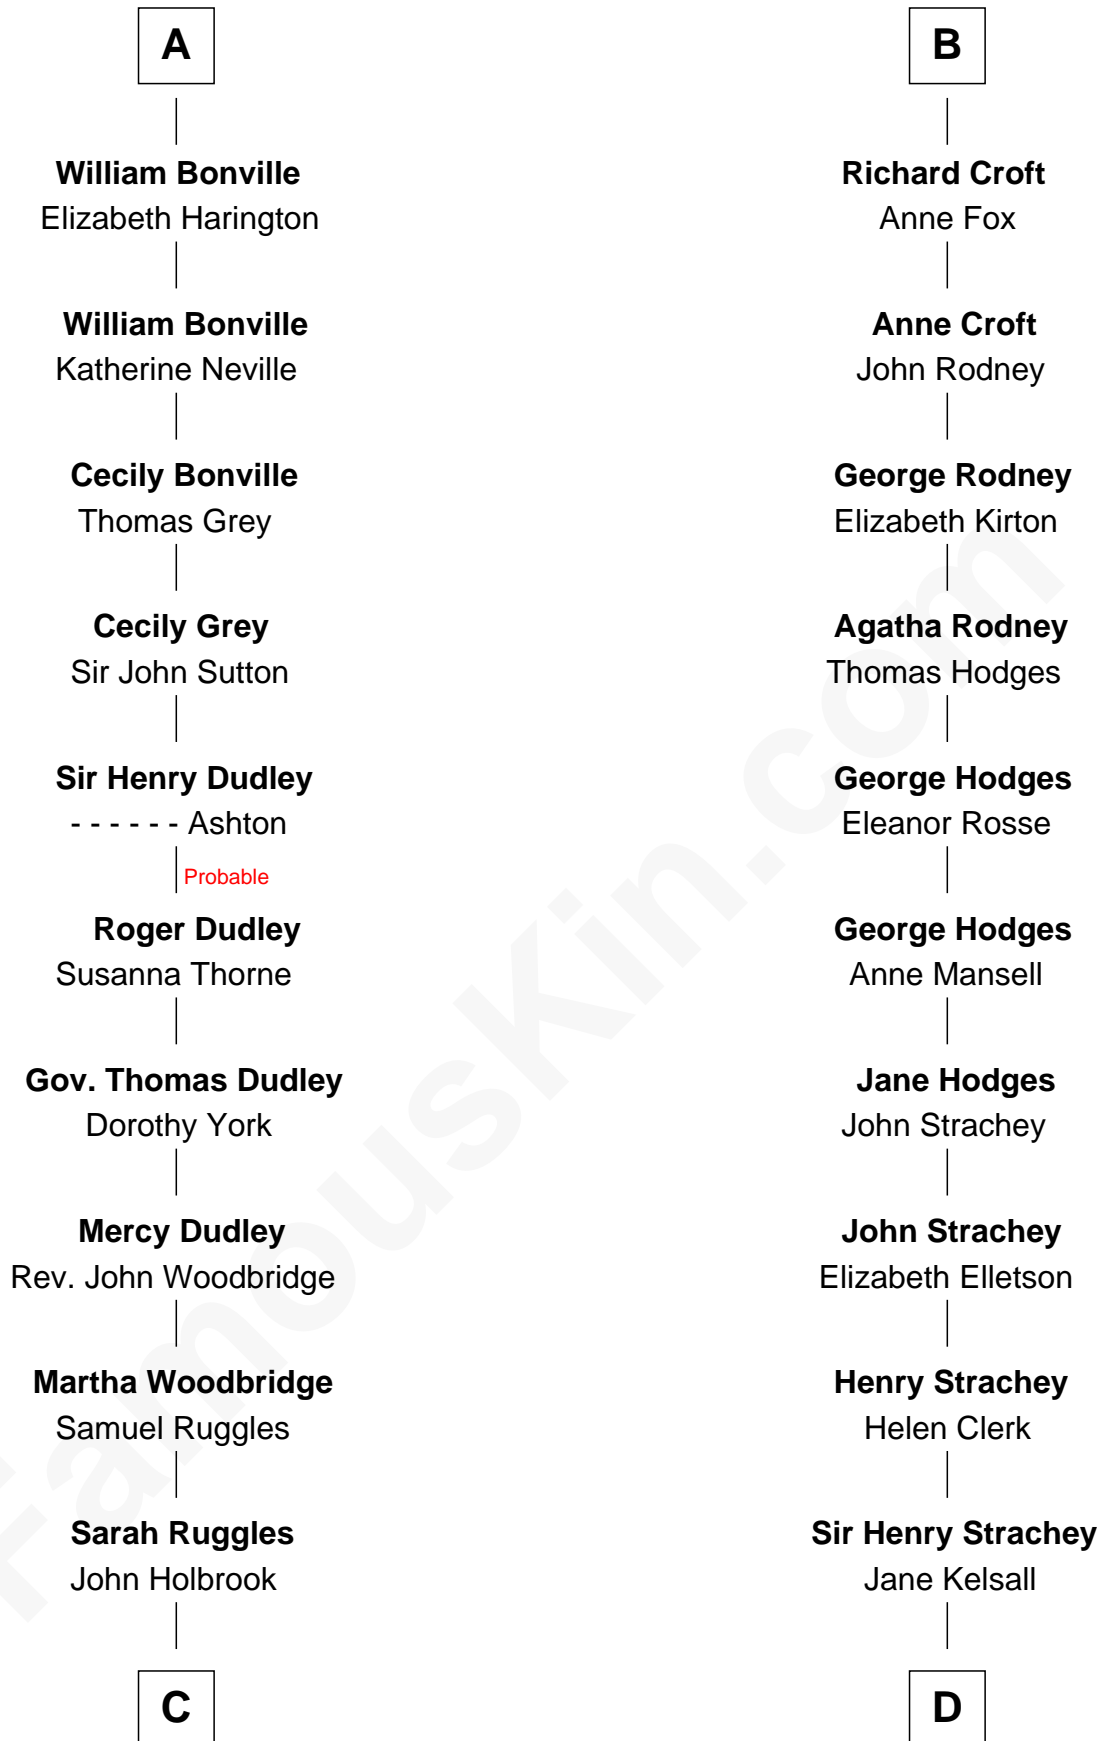 A
William Bonville
Elizabeth Harington
William Bonville
Katherine Neville
Cecily Bonville
Thomas Grey
Cecily Grey
Sir John Sutton
Sir Henry Dudley
- - - - - - Ashton
Probable
Roger Dudley
Susanna Thorne
Gov. Thomas Dudley
Dorothy York
Mercy Dudley
Rev. John Woodbridge
Martha Woodbridge
Samuel Ruggles
Sarah Ruggles
John Holbrook
C
B
Richard Croft
Anne Fox
Anne Croft
John Rodney
George Rodney
Elizabeth Kirton
Agatha Rodney
Thomas Hodges
George Hodges
Eleanor Rosse
George Hodges
Anne Mansell
Jane Hodges
John Strachey
John Strachey
Elizabeth Elletson
Henry Strachey
Helen Clerk
Sir Henry Strachey
Jane Kelsall
D
FamousKin.com